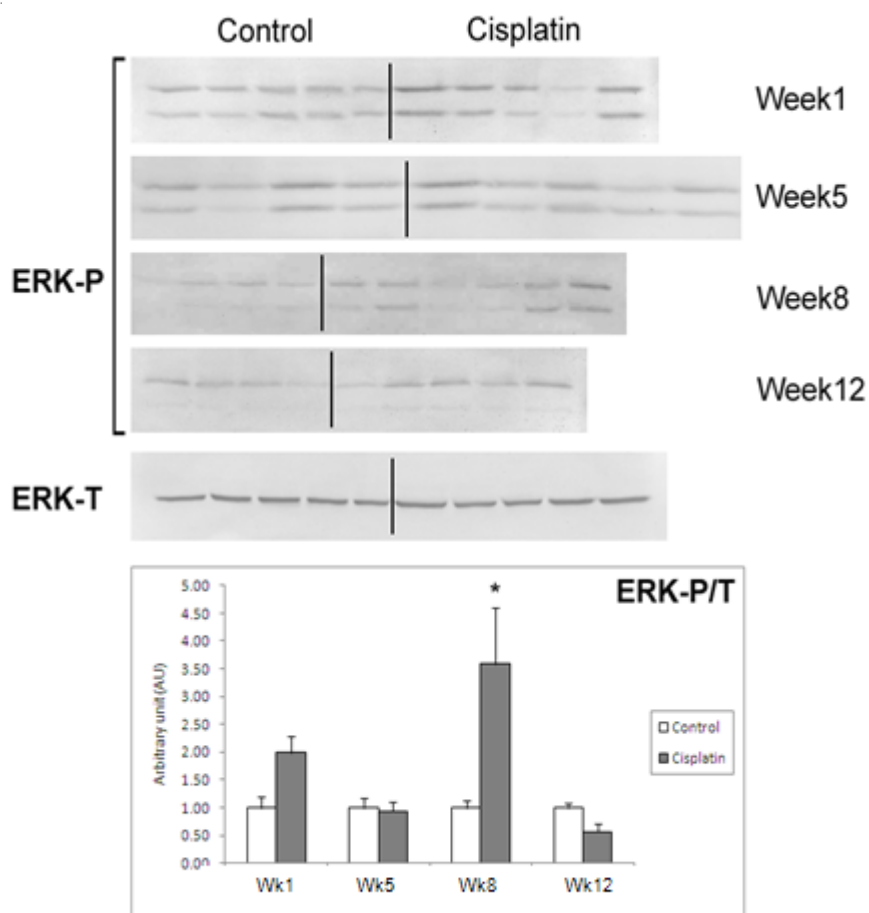 Control Cisplatin
Week1
Week5
ERK-P
Week8
Week12
ERK-T
ERK-P/T
*
Arbitrary unit (AU)
5.00
4.50
4.00
3.50
3.00
2.50
2.00
1.50
1.00
0.50
0.00
Control
Cisplatin
Wk1 Wk5 Wk8 Wk12